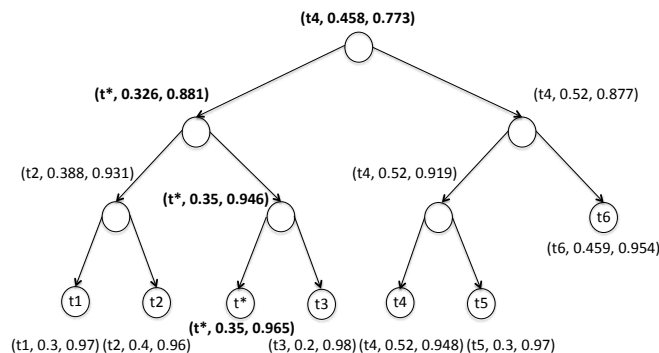 (t4, 0.458, 0.773)
(t*, 0.326, 0.881)
(t4, 0.52, 0.877)
(t2, 0.388, 0.931)
(t*, 0.35, 0.946)
(t4, 0.52, 0.919)
t6
(t6, 0.459, 0.954)
t1
t2
t*
t3
t4
t5
(t*, 0.35, 0.965)
(t1, 0.3, 0.97) (t2, 0.4, 0.96) (t3, 0.2, 0.98) (t4, 0.52, 0.948) (t5, 0.3, 0.97)